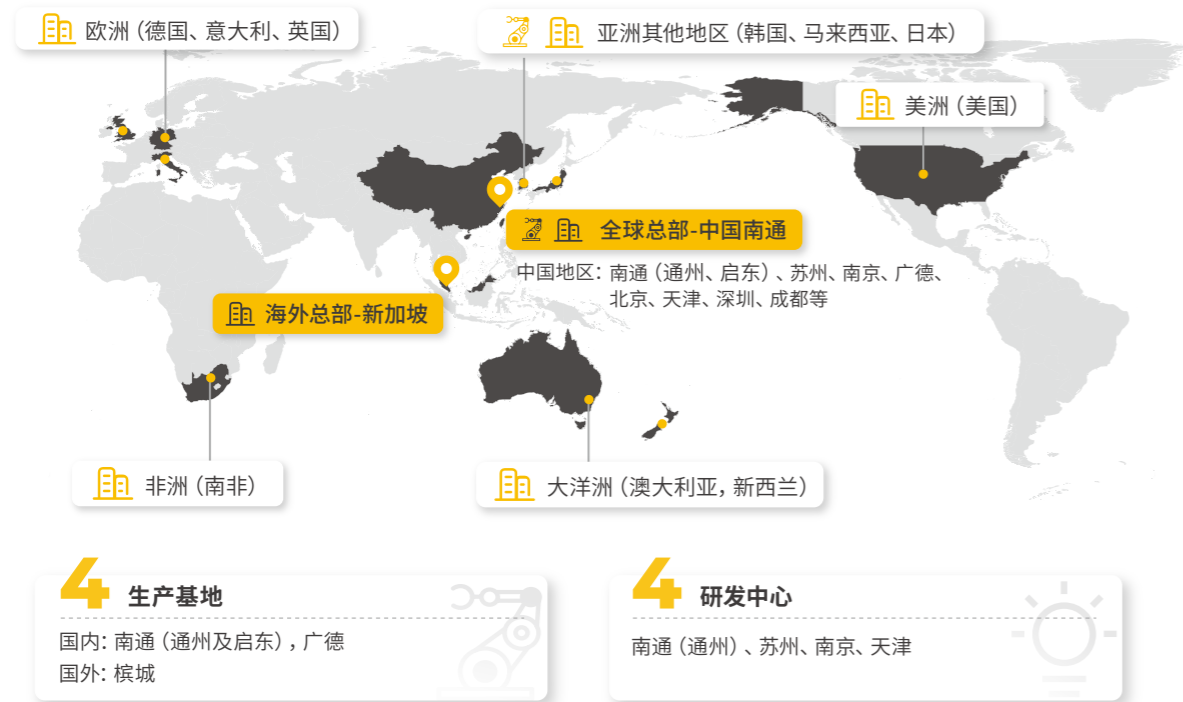 欧洲（德国、意大利、英国）
亚洲其他地区（韩国、马来西亚、日本）
美洲（美国）
全球总部-中国南通
中国地区：南通（通州、启东）、苏州、南京、广德、
北京、天津、深圳、成都等
海外总部-新加坡
非洲（南非）
大洋洲（澳大利亚，新西兰）
4 生产基地
国内：南通（通州及启东），广德
国外：槟城
4 研发中心
南通（通州）、苏州、南京、天津